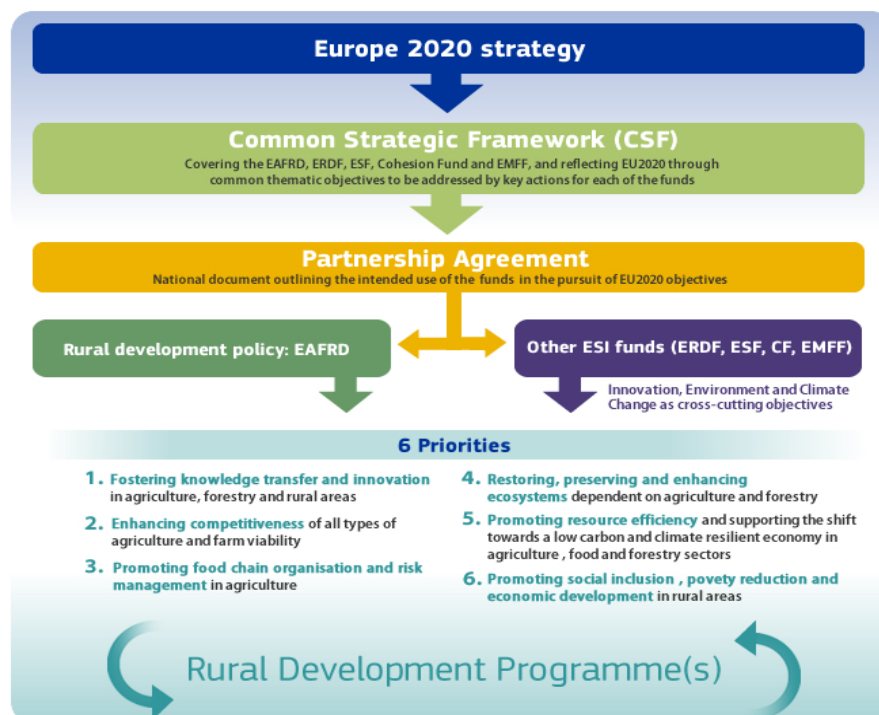 Europe 2020 strategy
Common Strategic Framework (CSF)
Covering the EAFRD, ERDF, ESF, Cohesion Fund and EMFF, and reflecting EU2020 through
common thematic objectives to be addressed by key actions for each of the funds
Partnership Agreement
National document outlining the intended use of the funds in the pursuit of EU2020 objectives
Rural development policy: EAFRD
Other ESI funds (ERDF, ESF, CF, EMFF)
Innovation, Environment and Climate
Change as cross-cutting objectives
6 Priorities
1. Fostering knowledge transfer and innovation
in agriculture, forestry and rural areas
2. Enhancing competitiveness of all types of
agriculture and farm viability
3. Promoting food chain organisation and risk
management in agriculture
4. Restoring, preserving and enhancing
ecosystems dependent on agriculture and forestry
5. Promoting resource efficiency and supporting the shift
towards a low carbon and climate resilient economy in
agriculture , food and forestry sectors
6. Promoting social inclusion , povety reduction and
economic development in rural areas
Rural Development Programme(s)